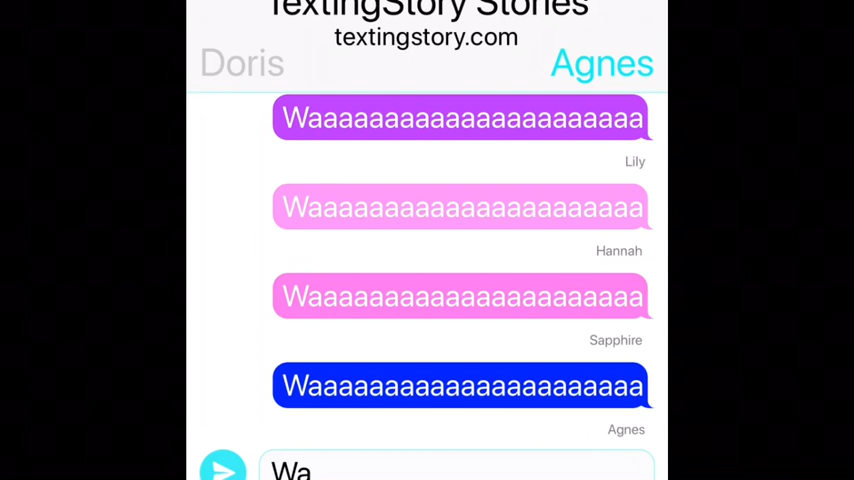 TextingStory Stories
textingstory.com
Doris Agnes
Waaaaaaaaaaaaaaaaaaaaaa
Lily
Waaaaaaaaaaaaaaaaaaaaaa
Hannah
Waaaaaaaaaaaaaaaaaaaaaa
Sapphire
Waaaaaaaaaaaaaaaaaaaaaa
Agnes
Wa